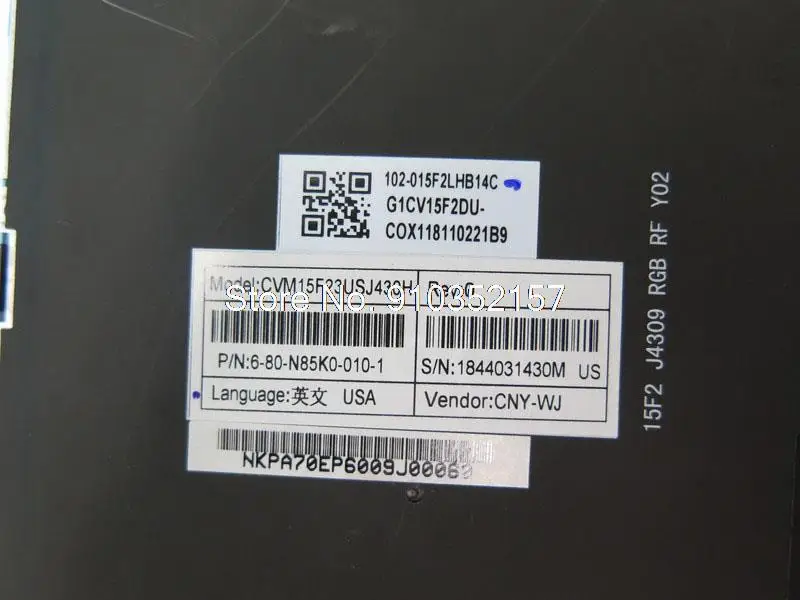 102-015F2LHB14C
G1CV15F2DU-
COX118110221B9
Store No: 910352157
P/N:6-80-N85K0-010-1
S/N:1844031430M US
Language:英文 USA
Vendor:CNY-WJ
15F2 J4309 RGB RF Y02